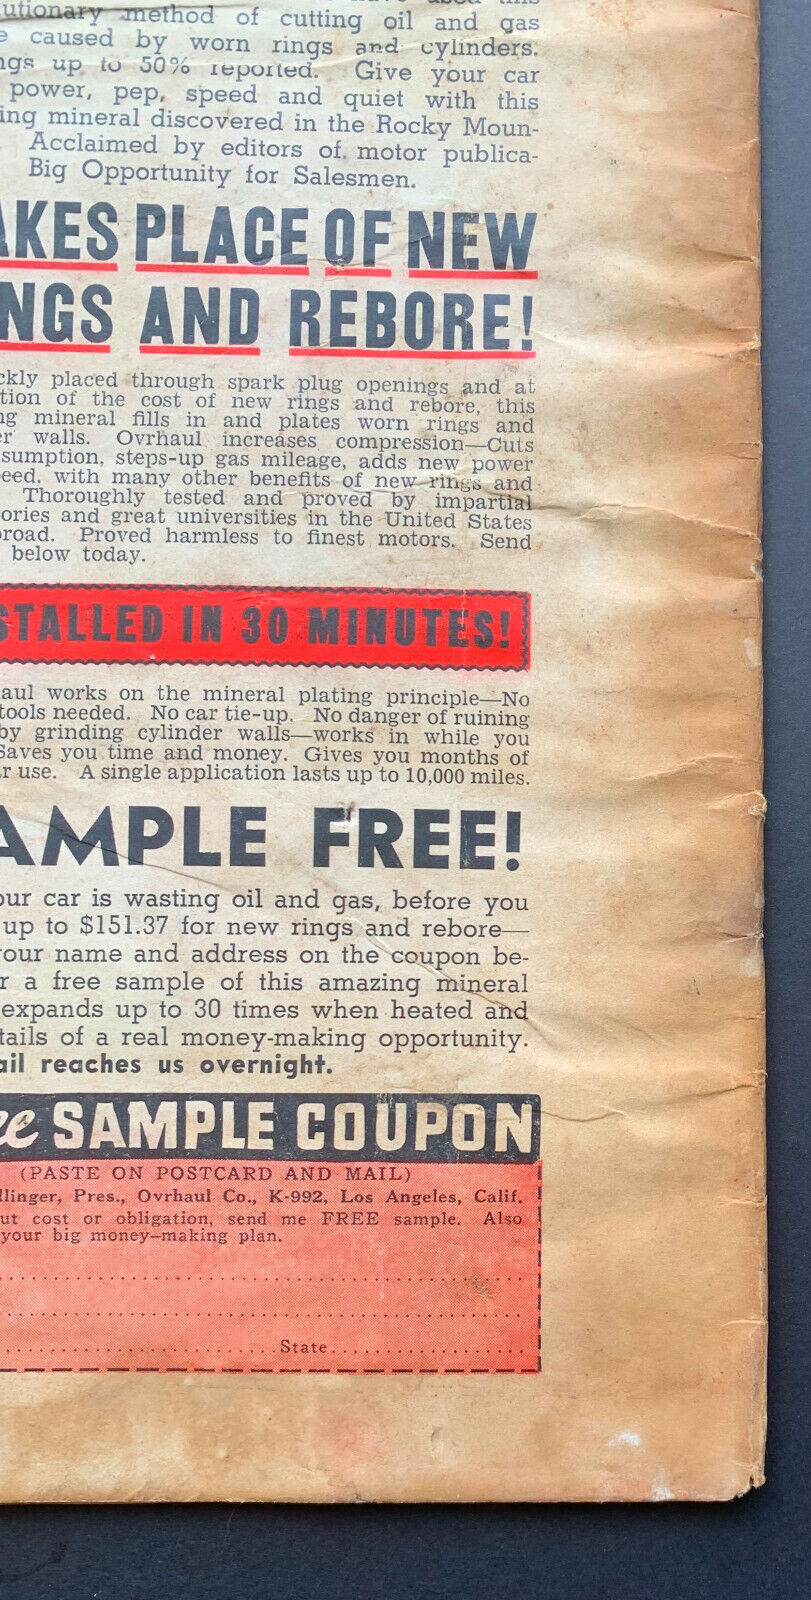 utionary method of cutting oil and gas
e caused by worn rings and cylinders.
ngs up to 50% reported. Give your car
power, pep, speed and quiet with this
ing mineral discovered in the Rocky Moun-
Acclaimed by editors of motor publica-
Big Opportunity for Salesmen.
AKES PLACE OF NEW
NGS AND REBORE!
ckly placed through spark plug openings and at
tion of the cost of new rings and rebore, this
ng mineral fills in and plates worn rings and
er walls. Ovrhaul increases compression—Cuts
sumption, steps-up gas mileage, adds new power
peed, with many other benefits of new rings and
Thoroughly tested and proved by impartial
ories and great universities in the United States
broad. Proved harmless to finest motors. Send
below today.
STALLED IN 30 MINUTES!
haul works on the mineral plating principle—No
tools needed. No car tie-up. No danger of ruining
by grinding cylinder walls—works in while you
Saves you time and money. Gives you months of
r use. A single application lasts up to 10,000 miles.
AMPLE FREE!
our car is wasting oil and gas, before you
up to $151.37 for new rings and rebore—
your name and address on the coupon be-
r a free sample of this amazing mineral
expands up to 30 times when heated and
tails of a real money-making opportunity.
ail reaches us overnight.
ee SAMPLE COUPON
(PASTE ON POSTCARD AND MAIL)
llinger, Pres., Ovrhaul Co., K-992, Los Angeles, Calif.
ut cost or obligation, send me FREE sample. Also
your big money-making plan.
State